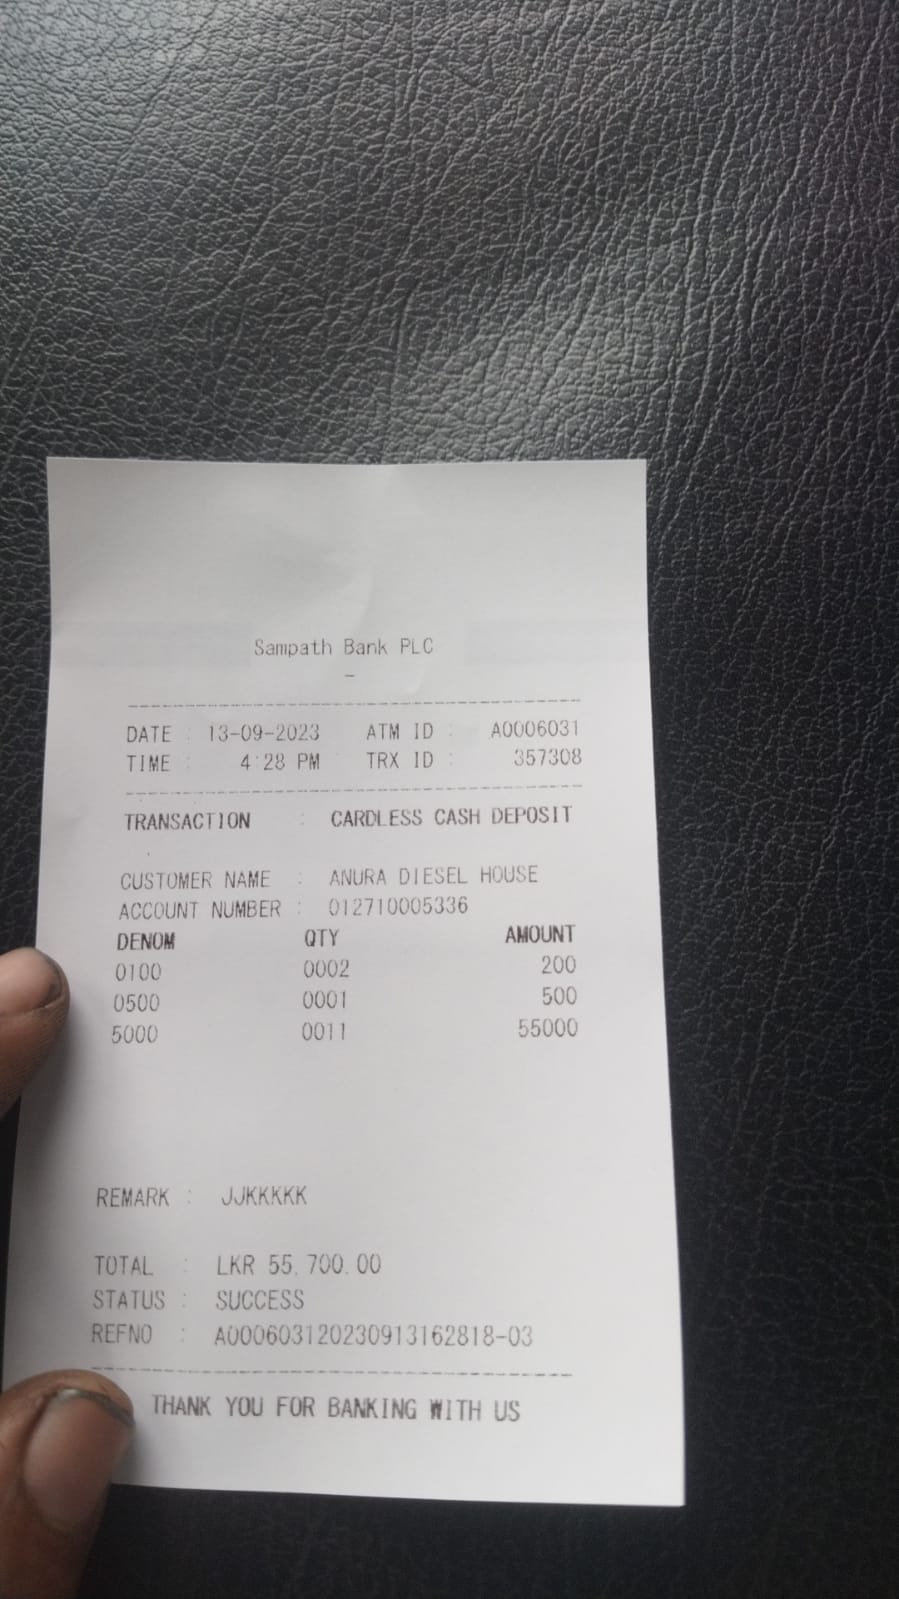 Sampath Bank PLC
-
DATE : 13-09-2023 ATM ID : A0006031
TIME : 4:28 PM TRX ID : 357308
TRANSACTION : CARDLESS CASH DEPOSIT
CUSTOMER NAME : ANURA DIESEL HOUSE
ACCOUNT NUMBER : 012710005336
DENOM QTY AMOUNT
0100 0002 200
0500 0001 500
5000 0011 55000
REMARK : JJKKKKK
TOTAL : LKR 55,700.00
STATUS : SUCCESS
REFNO : A000603120230913162818-03
THANK YOU FOR BANKING WITH US